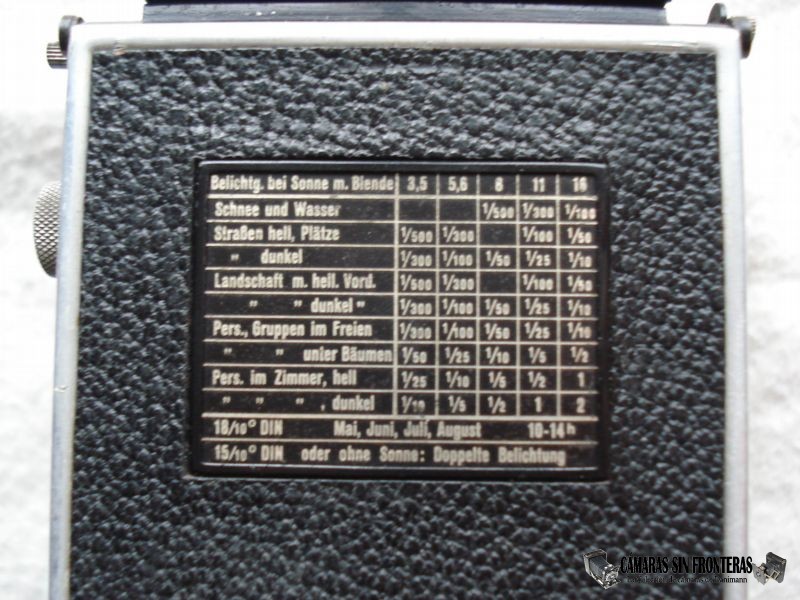 Belichtg. bei Sonne m. Blende 3,5 5,6 8 11 16
Schnee und Wasser 1/500 1/300 1/100
Straßen hell, Plätze 1/500 1/300 1/100 1/50
" dunkel 1/300 1/100 1/50 1/25 1/10
Landschaft m. hell. Vord. 1/500 1/300 1/100 1/50
" " dunkel " 1/300 1/100 1/50 1/25 1/10
Pers., Gruppen im Freien 1/300 1/100 1/50 1/25 1/10
" " unter Bäumen 1/50 1/25 1/10 1/5 1/2
Pers. im Zimmer, hell 1/25 1/10 1/5 1/2 1
" " " , dunkel 1/10 1/5 1/2 1 2
18/10° DIN Mai, Juni, Juli, August 10-14h
15/10° DIN oder ohne Sonne: Doppelte Belichtung
CAMARAS SIN FRONTERAS